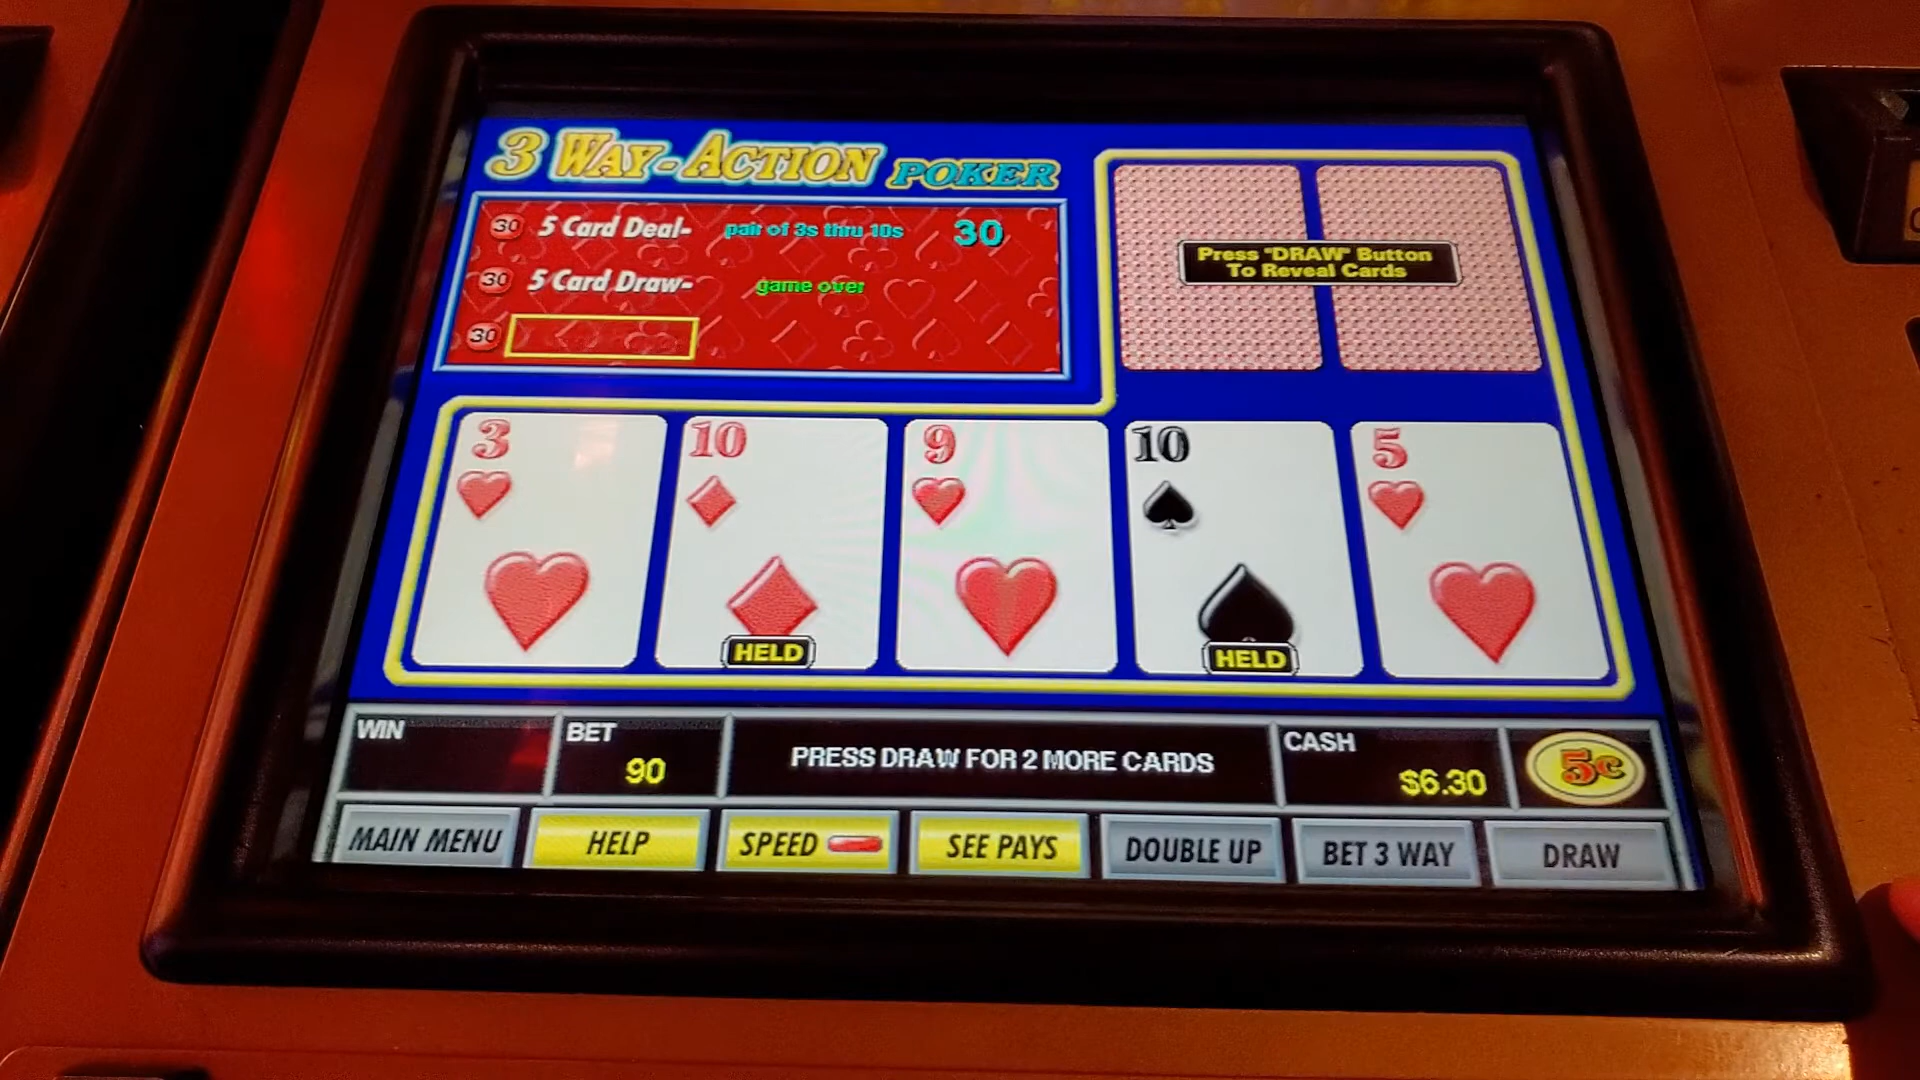 3 WAY-ACTION POKER
30 5 Card Deal- pair of 3s thru 10s 30
30 5 Card Draw- game over
30
Press "DRAW" Button
To Reveal Cards
3
10
9
10
5
HELD
HELD
WIN
BET
90
PRESS DRAW FOR 2 MORE CARDS
CASH
$6.30
5c
MAIN MENU
HELP
SPEED
SEE PAYS
DOUBLE UP
BET 3 WAY
DRAW